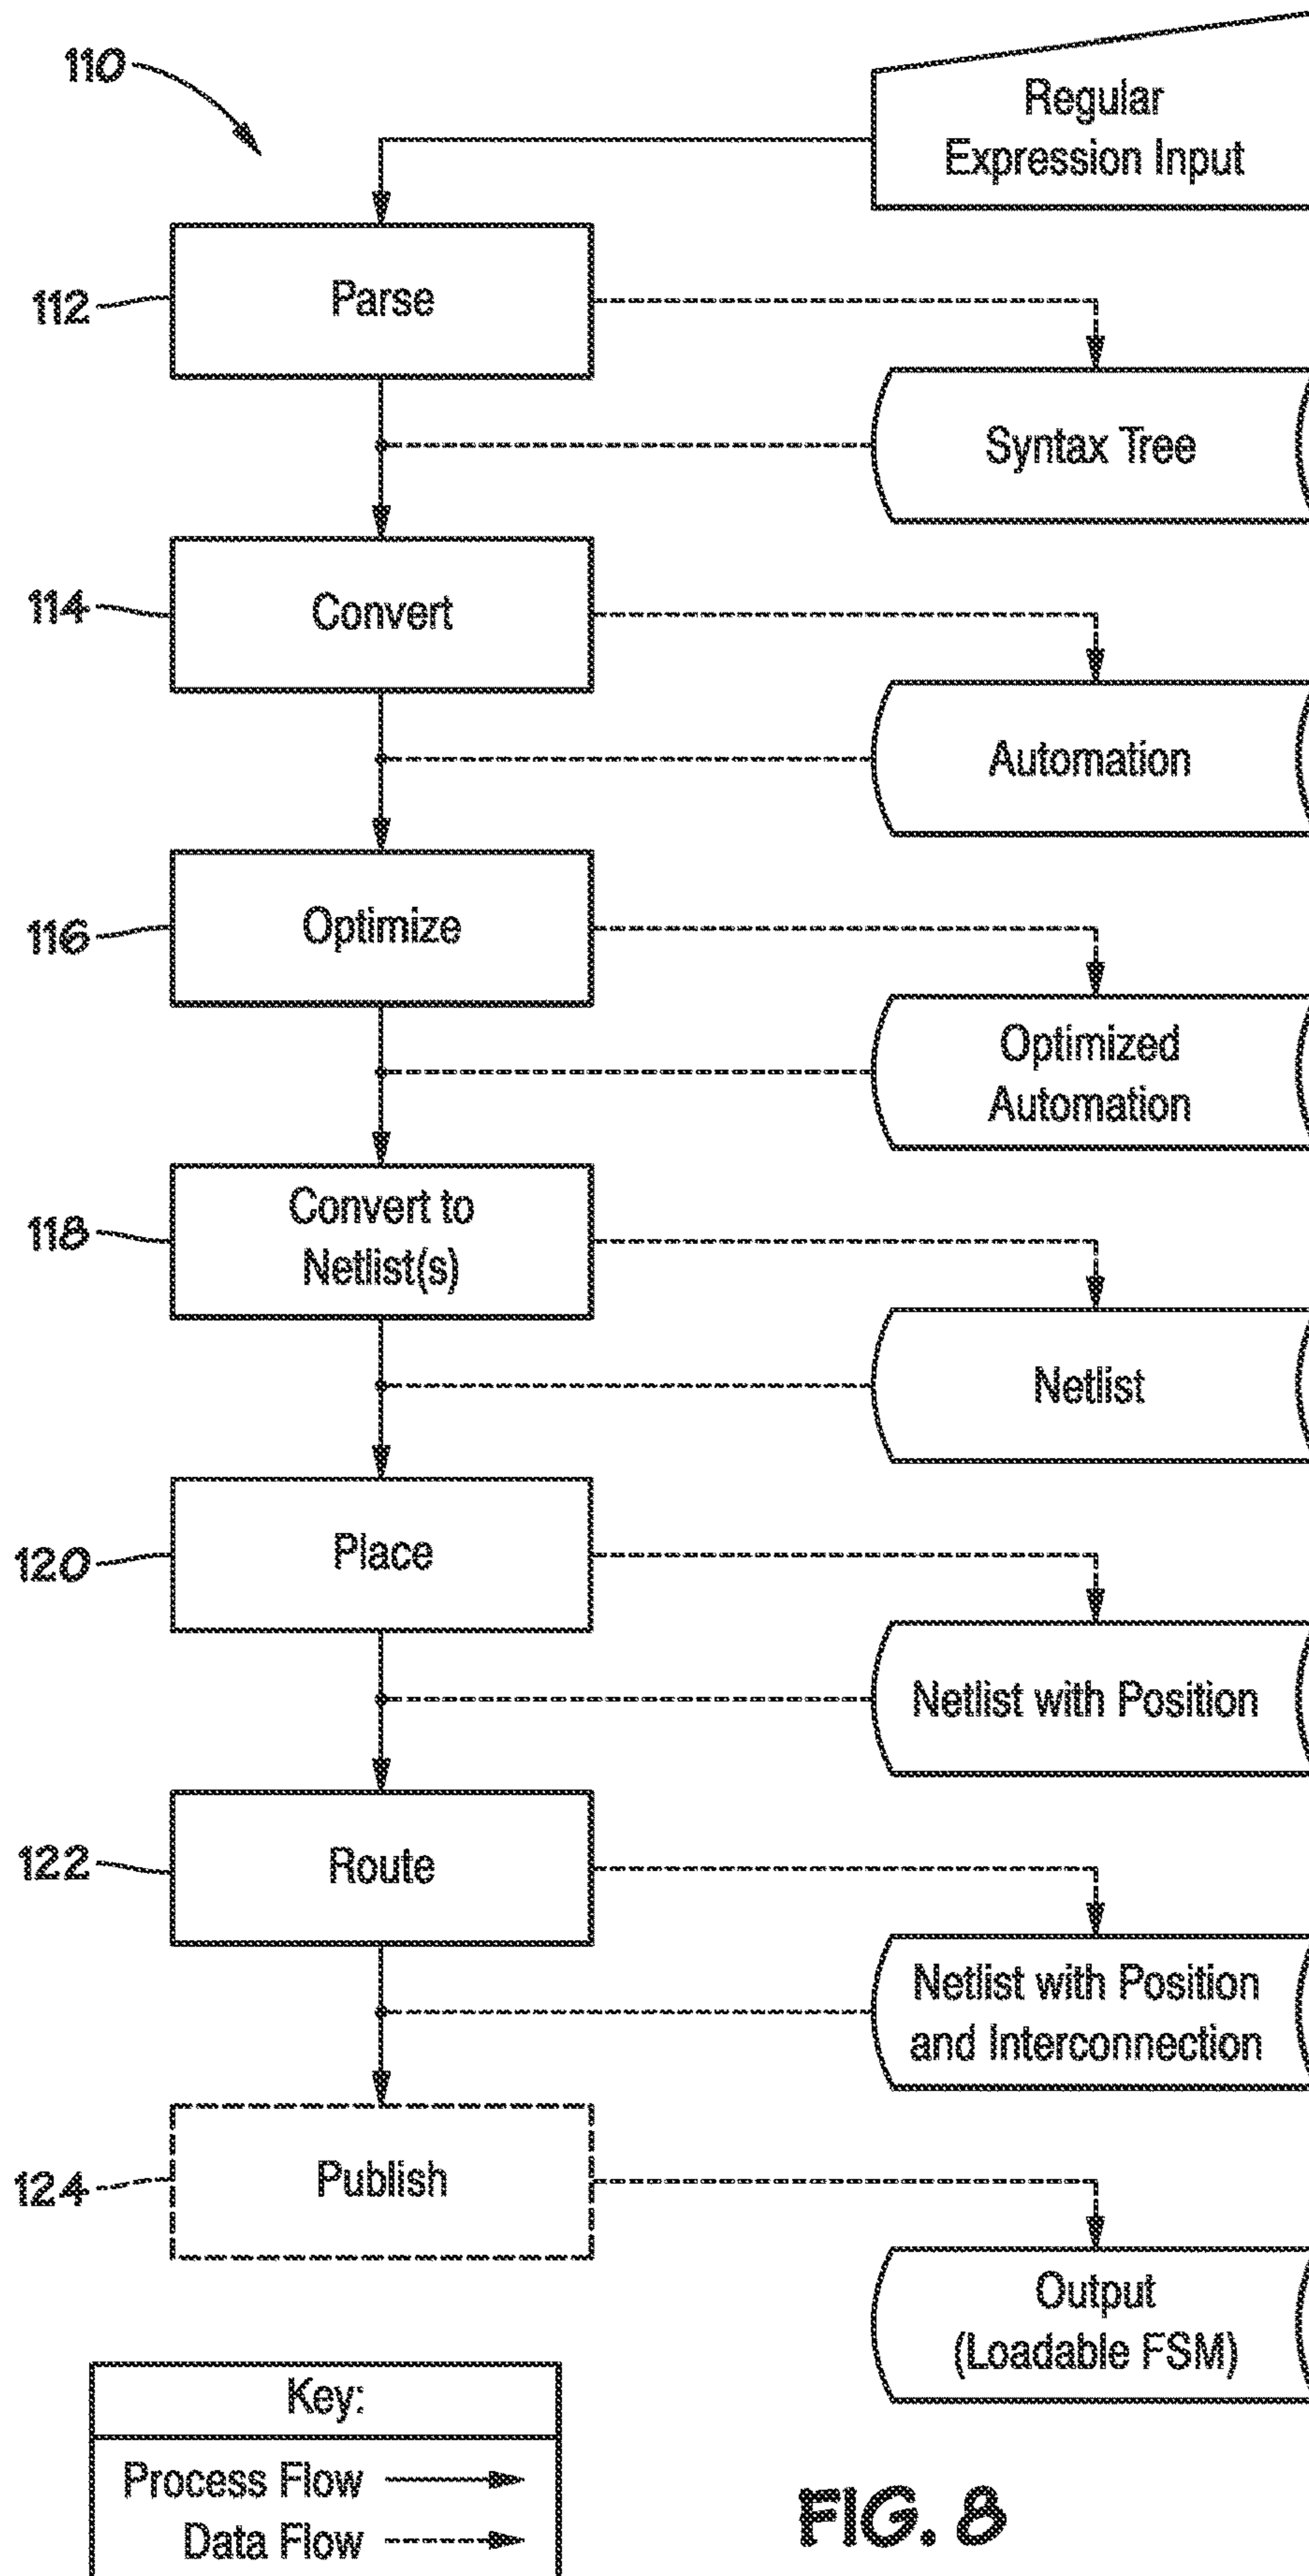 110
Regular
Expression Input
112
Parse
Syntax Tree
114
Convert
Automation
116
Optimize
Optimized
Automation
118
Convert to
Netlist(s)
Netlist
120
Place
Netlist with Position
122
Route
Netlist with Position
and Interconnection
124
Publish
Output
(Loadable FSM)
Key:
Process Flow
Data Flow
FIG. 8